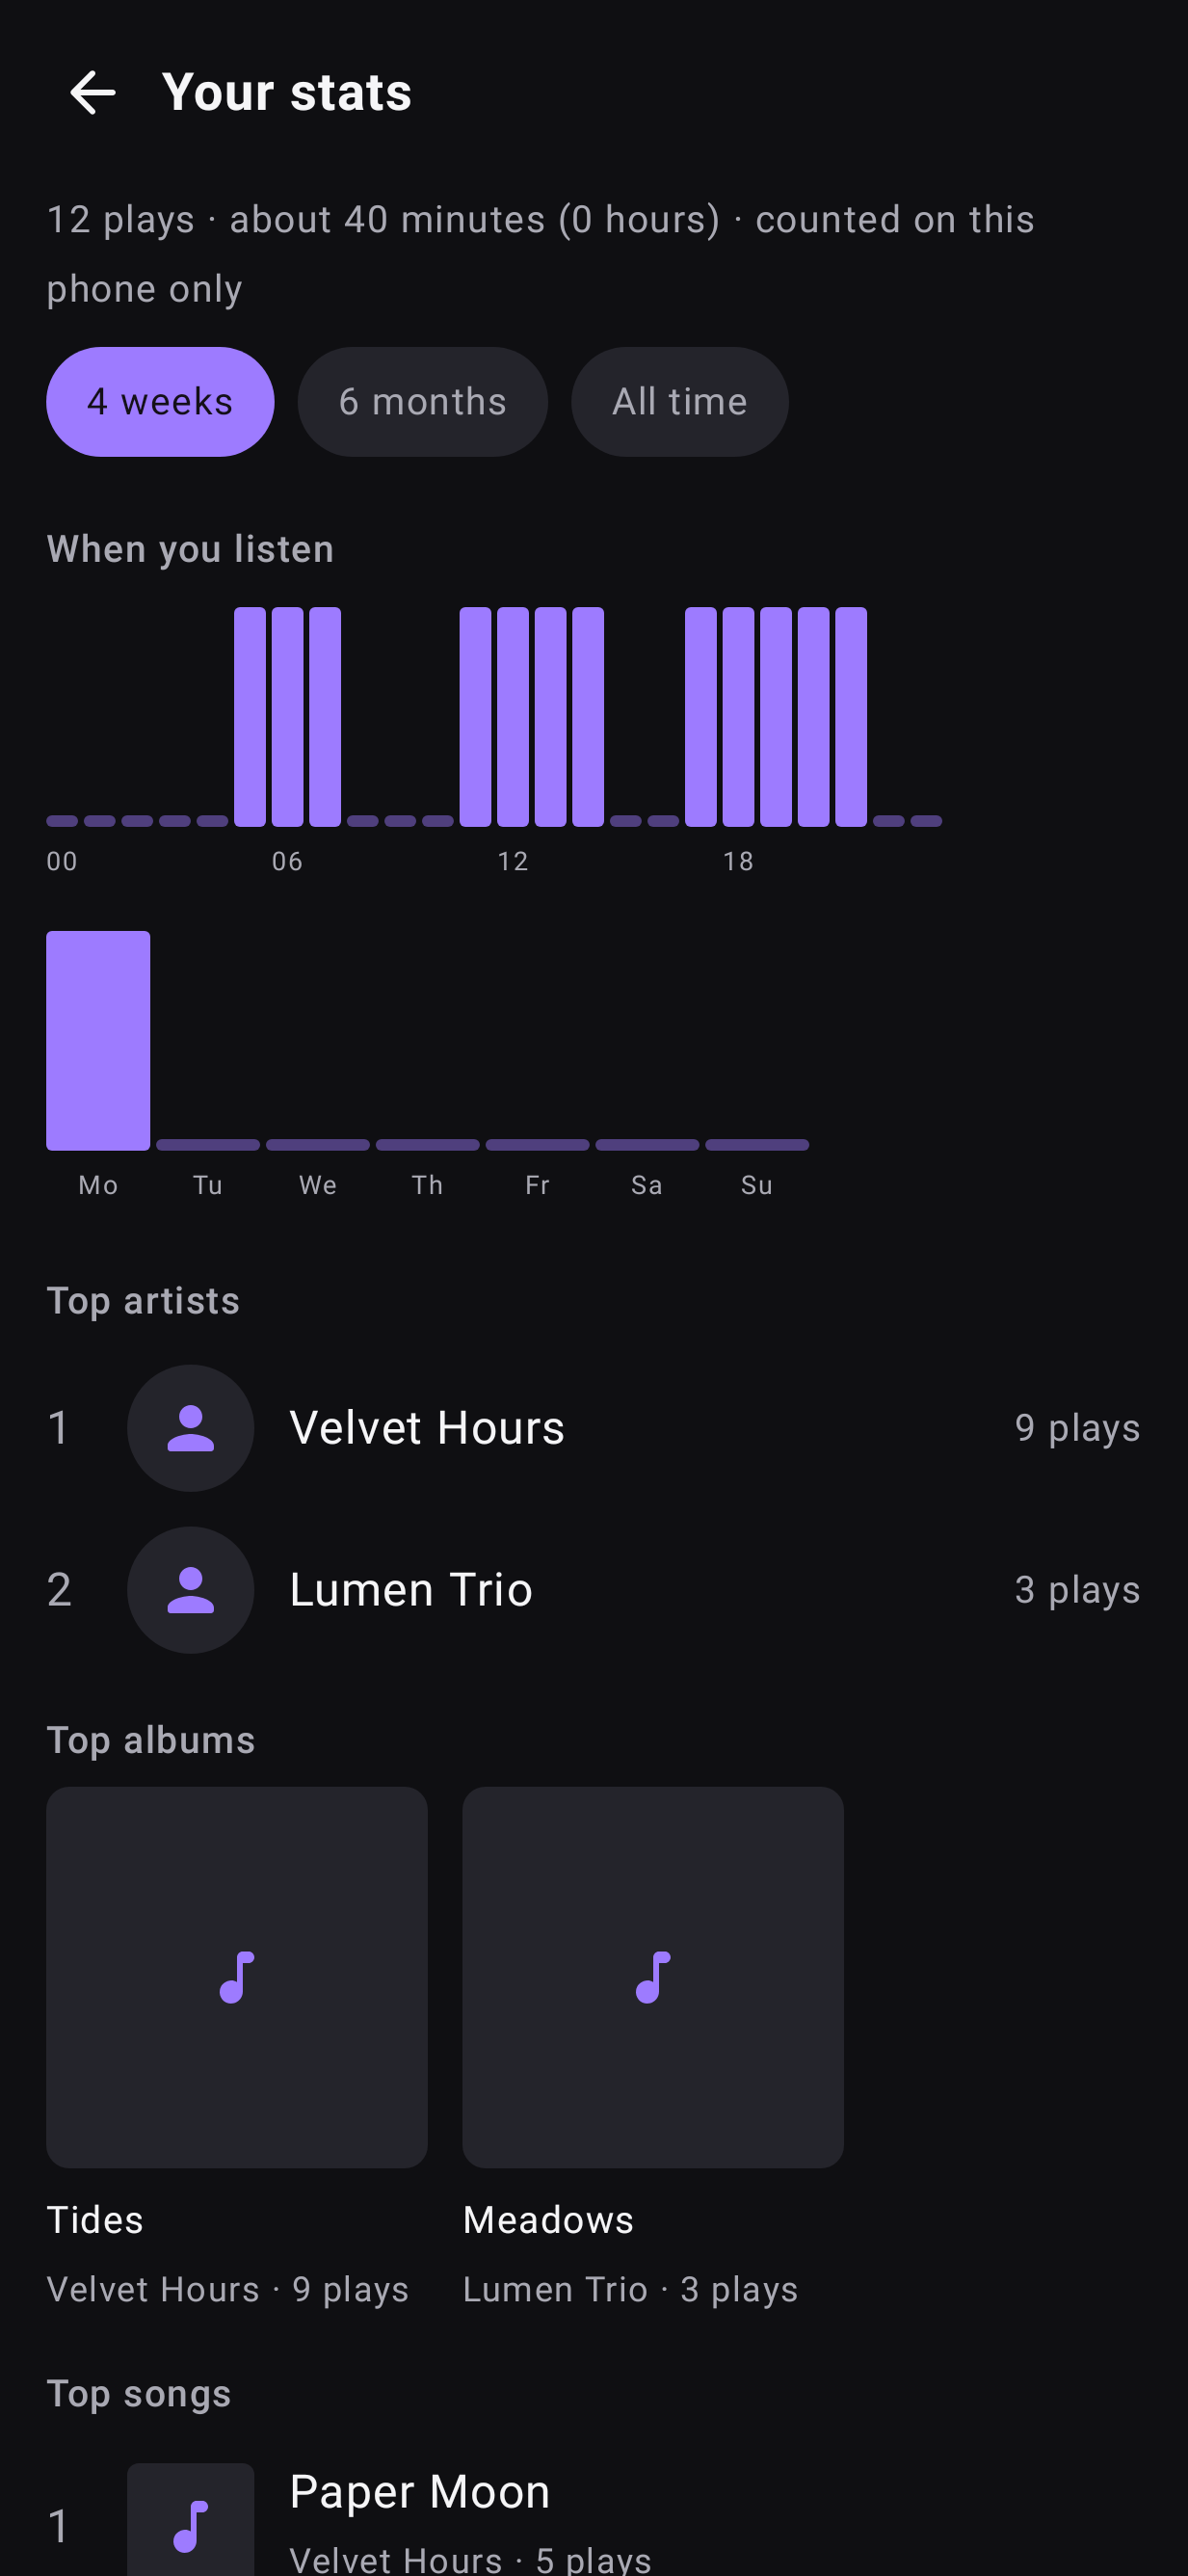 Your stats
12 plays · about 40 minutes (0 hours) · counted on this
phone only
4 weeks 6 months All time
When you listen
00 06 12 18
Mo Tu We Th Fr Sa Su
Top artists
1 Velvet Hours 9 plays
2 Lumen Trio 3 plays
Top albums
Tides Meadows
Velvet Hours · 9 plays Lumen Trio · 3 plays
Top songs
1 Paper Moon
Velvet Hours · 5 plays